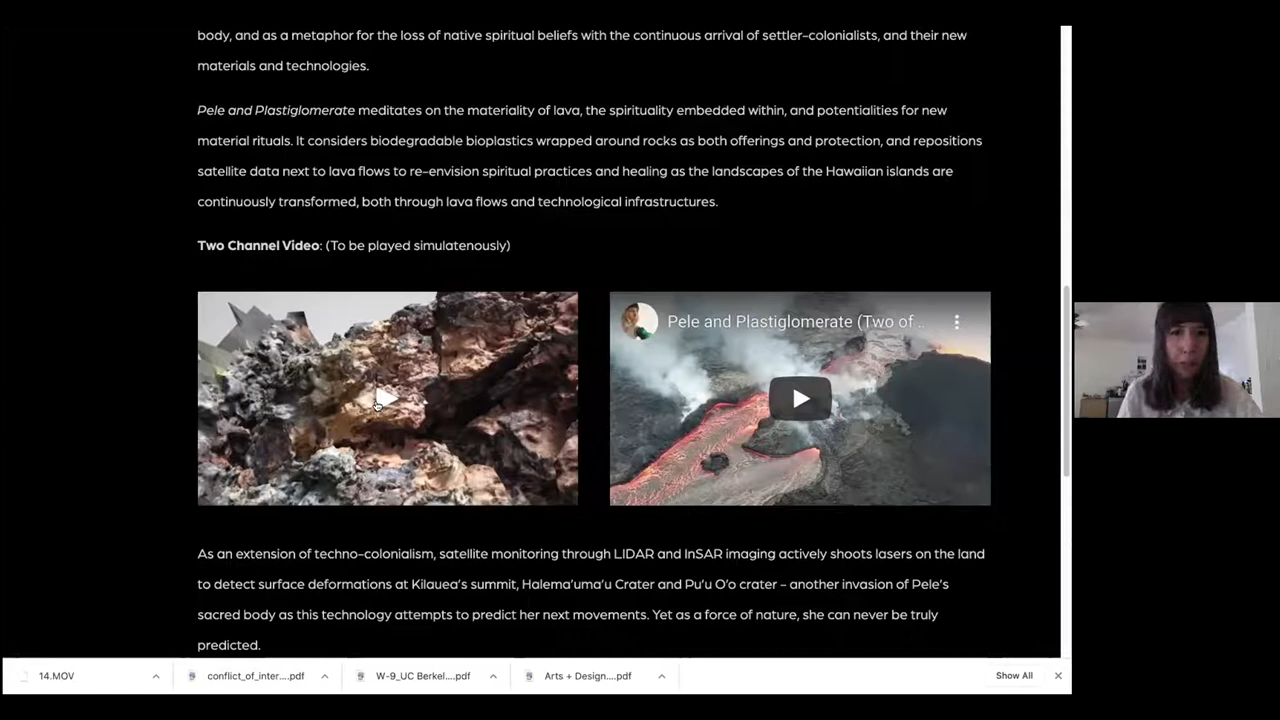 body, and as a metaphor for the loss of native spiritual beliefs with the continuous arrival of settler-colonialists, and their new
materials and technologies.
Pele and Plastiglomerate meditates on the materiality of lava, the spirituality embedded within, and potentialities for new
material rituals. It considers biodegradable bioplastics wrapped around rocks as both offerings and protection, and repositions
satellite data next to lava flows to re-envision spiritual practices and healing as the landscapes of the Hawaiian islands are
continuously transformed, both through lava flows and technological infrastructures.
Two Channel Video: (To be played simulatenously)
Pele and Plastiglomerate (Two of ..
As an extension of techno-colonialism, satellite monitoring through LIDAR and InSAR imaging actively shoots lasers on the land
to detect surface deformations at Kilauea's summit, Halema'uma'u Crater and Pu'u O'o crater - another invasion of Pele's
sacred body as this technology attempts to predict her next movements. Yet as a force of nature, she can never be truly
predicted.
14.MOV conflict_of_inter....pdf W-9_UC Berkel....pdf Arts + Design....pdf Show All